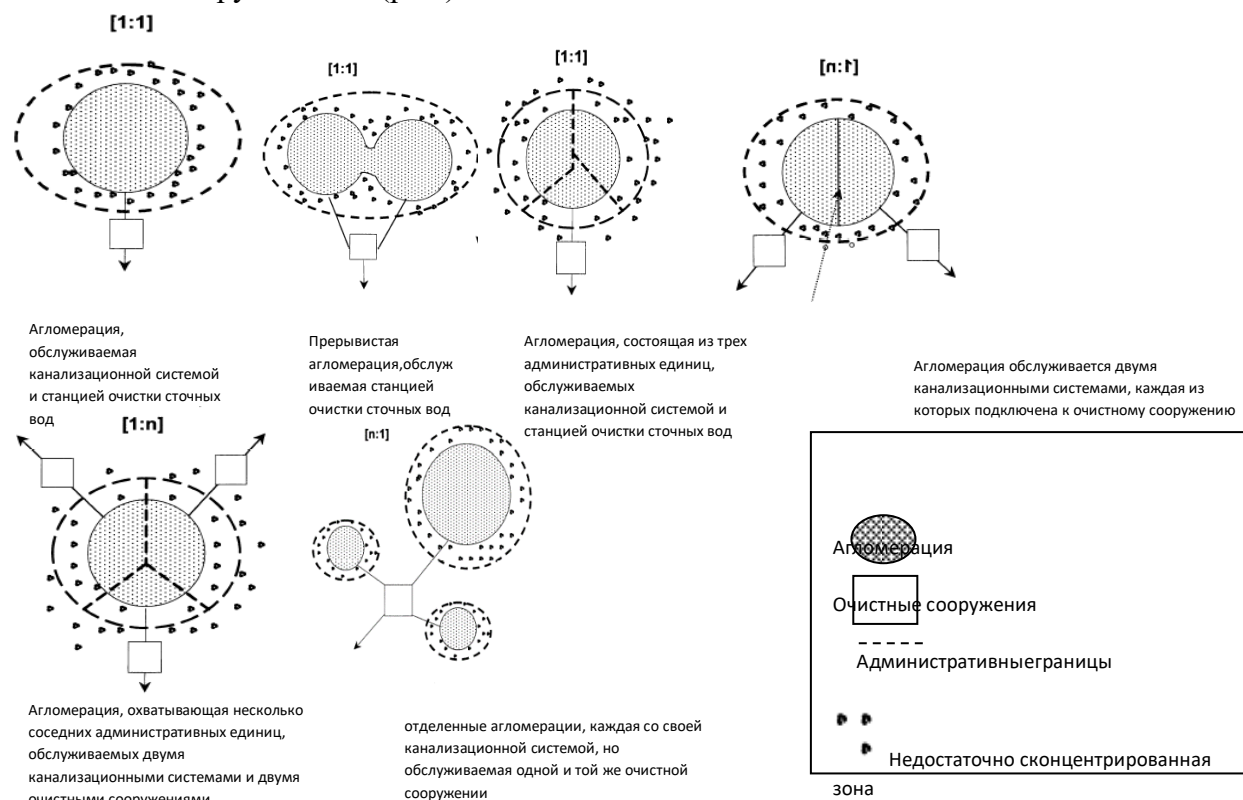 [1:1]
[1:1]
[1:1]
[1:n]
Агломерация,
обслуживаемая
канализационной системой
и станцией очистки сточных
вод
Прерывистая
агломерация,обслуж
иваемая станцией
очистки сточных вод
Агломерация, состоящая из трех
административных единиц,
обслуживаемых
канализационной системой и
станцией очистки сточных вод
Агломерация обслуживается двумя
канализационными системами, каждая из
которых подключена к очистному сооружению
[1:n]
[n:1]
Агломерация, охватывающая несколько
соседних административных единиц,
обслуживаемых двумя
канализационными системами и двумя
очистными сооружениями
отделенные агломерации, каждая со своей
канализационной системой, но
обслуживаемая одной и той же очистной
сооружении
Агломерация
Очистные сооружения
Административныеграницы
Недостаточно сконцентрированная
зона